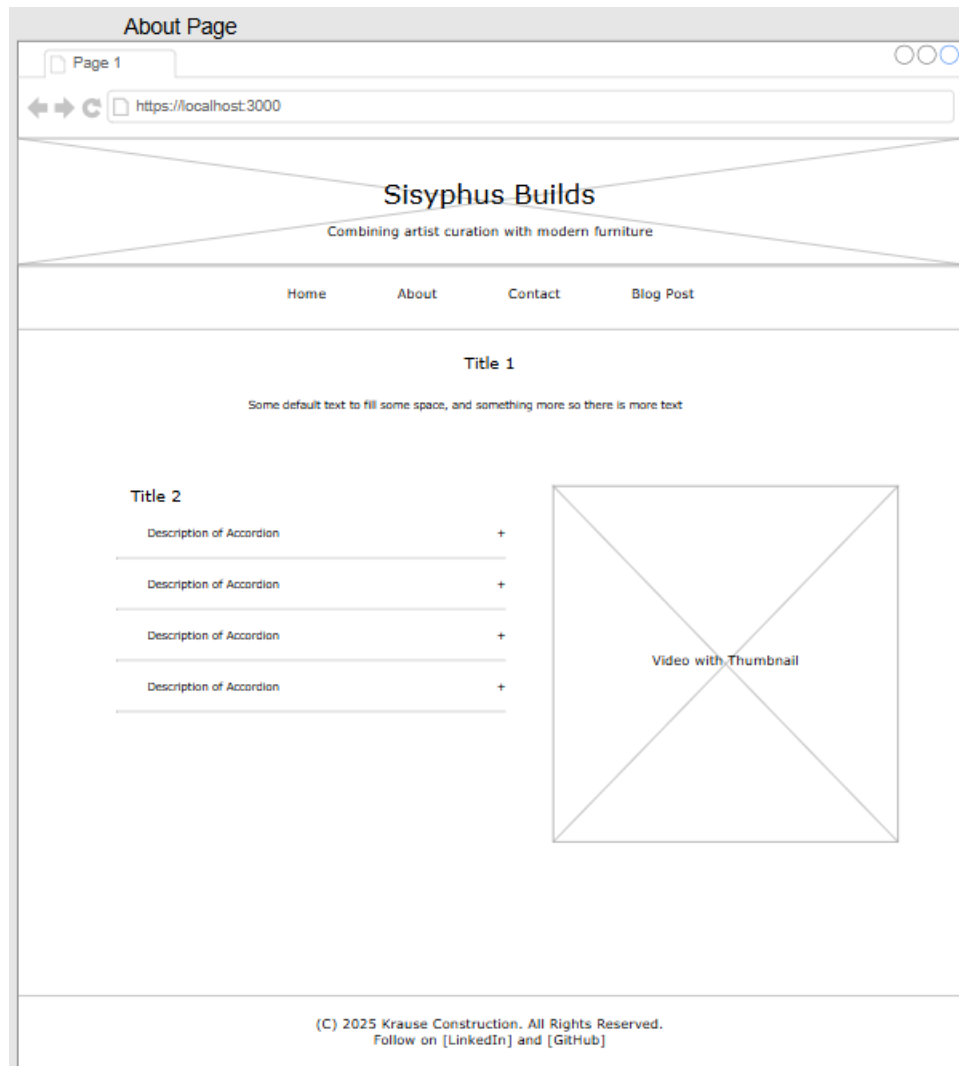 About Page
Page 1
https://localhost:3000
Sisyphus Builds
Combining artist curation with modern furniture
Home About Contact Blog Post
Title 1
Some default text to fill some space, and something more so there is more text
Title 2
Description of Accordion +
Description of Accordion +
Description of Accordion +
Description of Accordion +
Video with Thumbnail
(C) 2025 Krause Construction. All Rights Reserved.
Follow on [LinkedIn] and [GitHub]